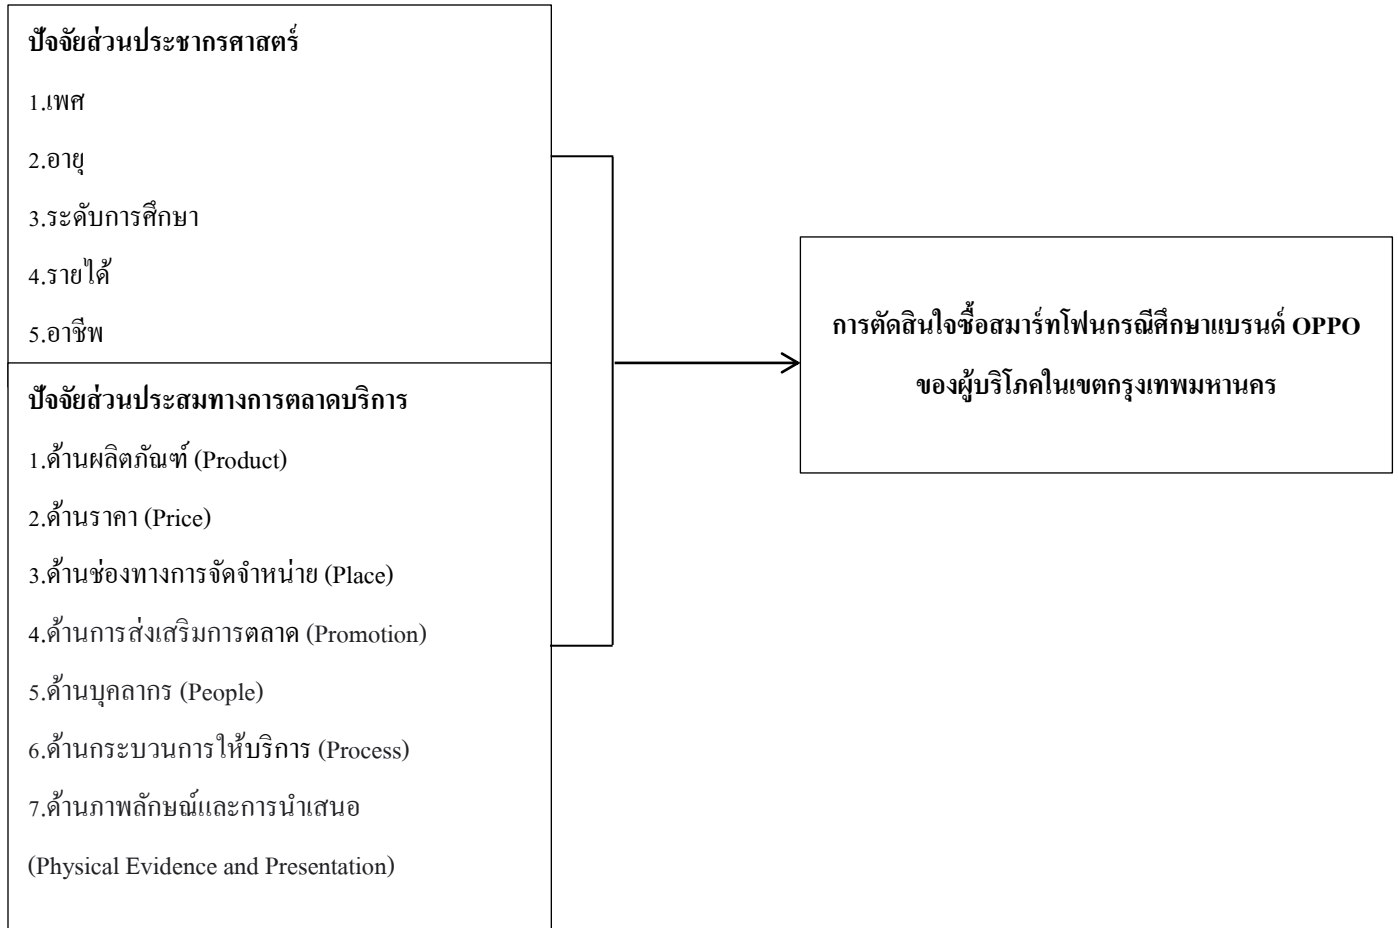 ปัจจัยส่วนประชากรศาสตร์
1.เพศ
2.อายุ
3.ระดับการศึกษา
4.รายได้
5.อาชีพ
ปัจจัยส่วนประสมทางการตลาดบริการ
1.ด้านผลิตภัณฑ์ (Product)
2.ด้านราคา (Price)
3.ด้านช่องทางการจัดจำหน่าย (Place)
4.ด้านการส่งเสริมการตลาด (Promotion)
5.ด้านบุคลากร (People)
6.ด้านกระบวนการให้บริการ (Process)
7.ด้านภาพลักษณ์และการนำเสนอ
(Physical Evidence and Presentation)
การตัดสินใจซื้อสมาร์ทโฟนกรณีศึกษาแบรนด์ OPPO
ของผู้บริโภคในเขตกรุงเทพมหานคร